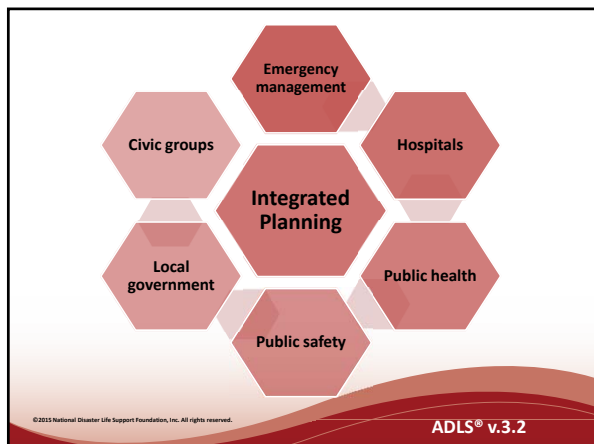 Emergency
management
Civic groups
Hospitals
Integrated
Planning
Local
government
Public health
Public safety
©2015 National Disaster Life Support Foundation, Inc. All rights reserved.
ADLS® v.3.2